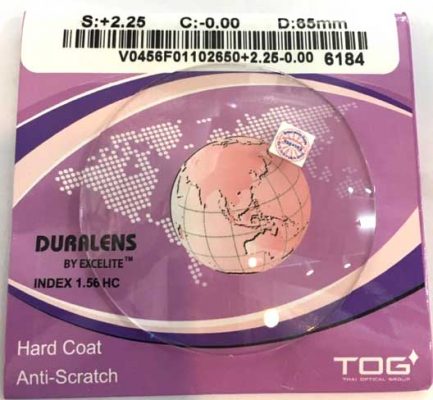 S:+2.25 C:-0.00 D:65mm
V0456F01102650+2.25-0.00 6184
DURALENS
BY EXCELITE™
INDEX 1.56 HC
Hard Coat
Anti-Scratch
TOG
THAI OPTICAL GROUP